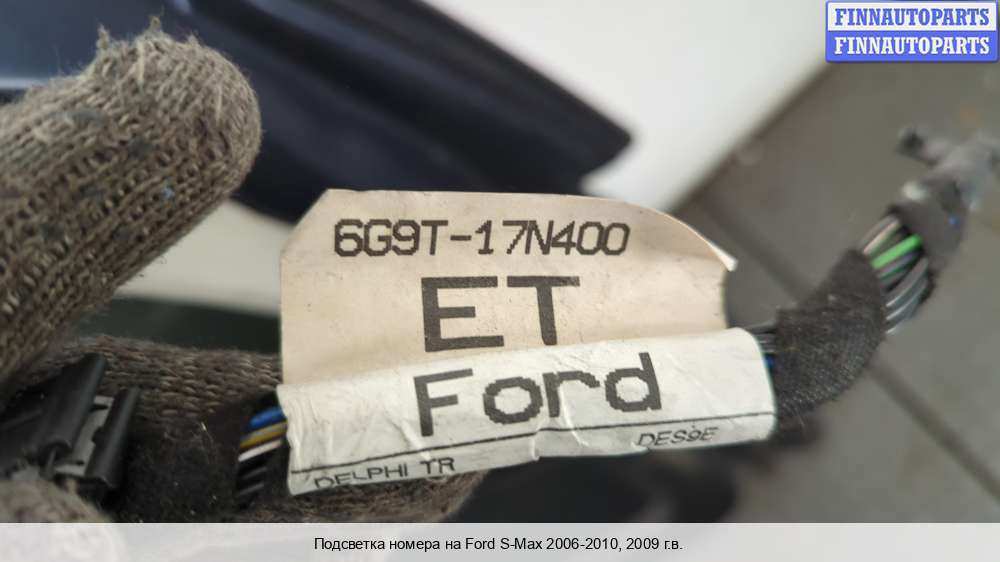 FINNAUTOPARTS
FINNAUTOPARTS
6G9T-17N400
ET
Ford
DES9E
DELPHI TR
Подсветка номера на Ford S-Max 2006-2010, 2009 г.в.